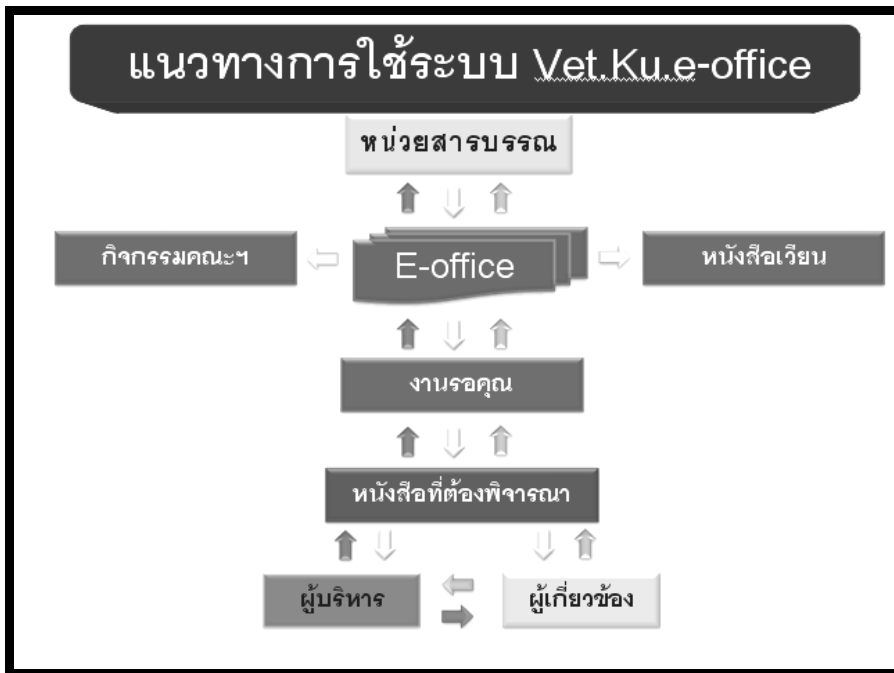 แนวทางการใช้ระบบ Vet.Ku.e-office
หน่วยสารบรรณ
กิจกรรมคณะฯ
E-office
หนังสือเวียน
งานรอคุณ
หนังสือที่ต้องพิจารณา
ผู้บริหาร
ผู้เกี่ยวข้อง